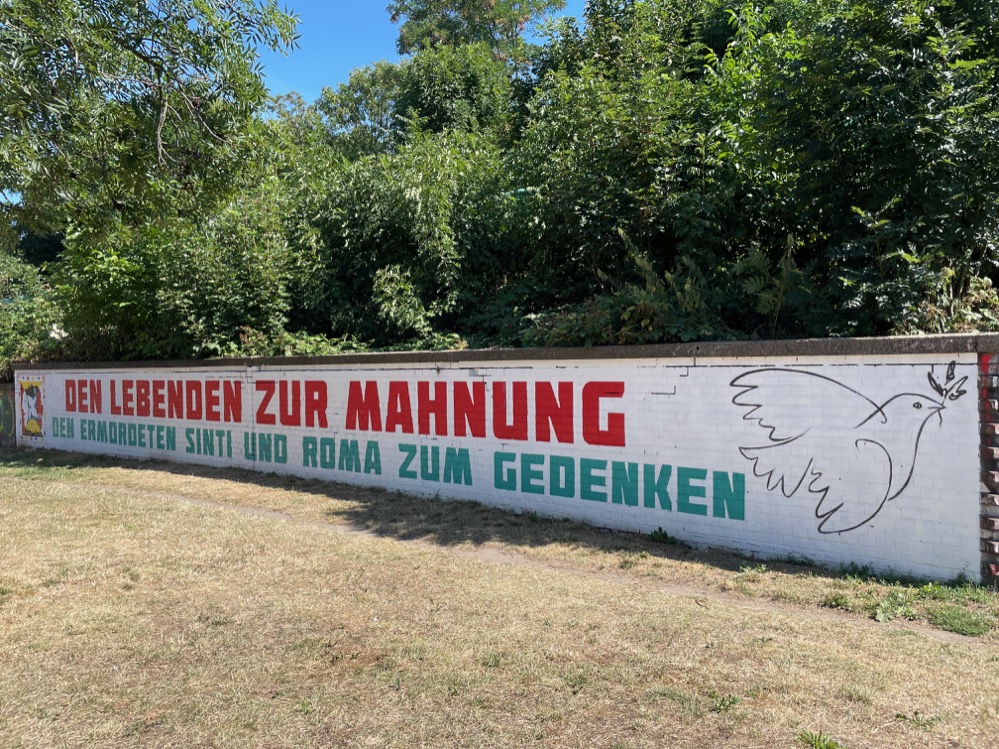 DEN LEBENDEN ZUR MAHNUNG
DEN ERMORDETEN SINTI UND ROMA ZUM GEDENKEN